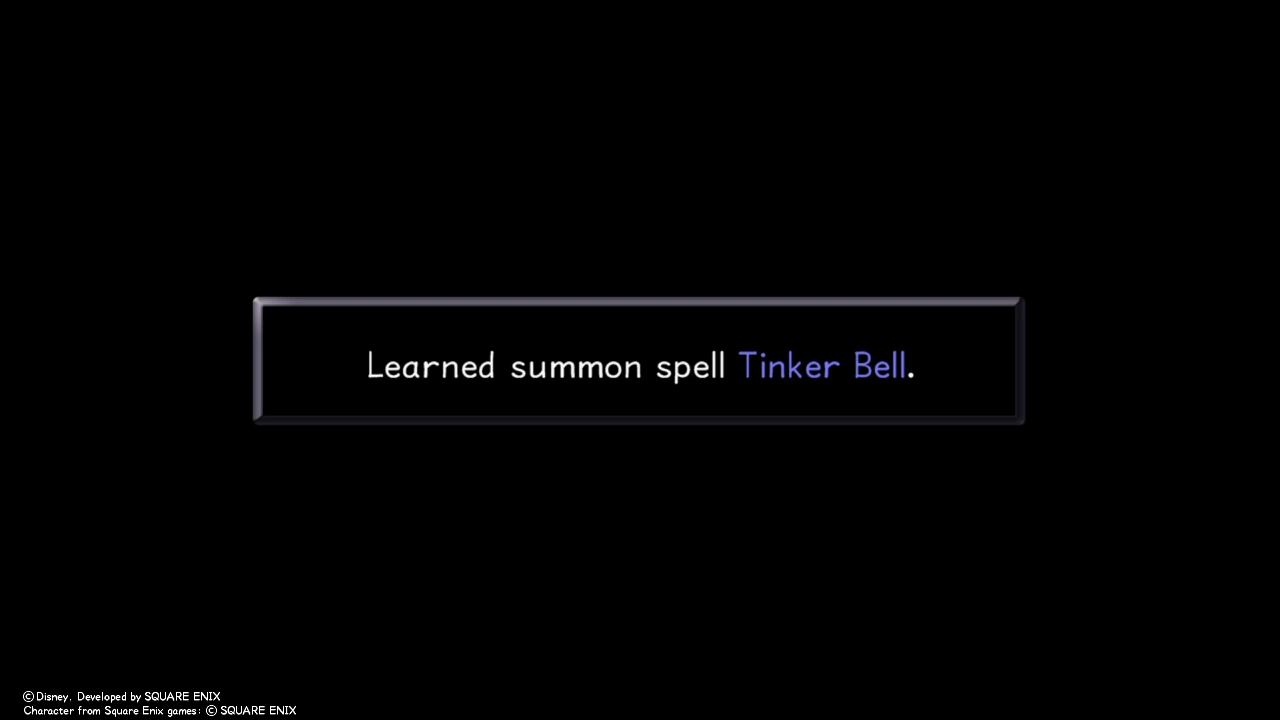 Learned summon spell Tinker Bell.
©Disney. Developed by SQUARE ENIX
Character from Square Enix games: © SQUARE ENIX